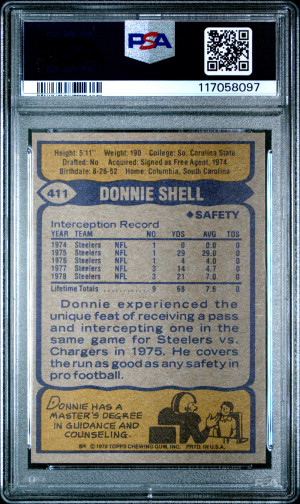 PSA
117058097
Height: 5'11" Weight: 190 College: So. Carolina State
Drafted: No Acquired: Signed as Free Agent, 1974
Birthdate: 8-26-52 Home: Columbia, South Carolina
411 DONNIE SHELL
◆SAFETY
Interception Record
YEAR TEAM NO. YDS AVG TDS
1974 Steelers NFL 1 0 0.0 0
1975 Steelers NFL 1 29 29.0 0
1976 Steelers NFL 1 4 4.0 0
1977 Steelers NFL 3 14 4.7 0
1978 Steelers NFL 3 21 7.0 0
Lifetime Totals 9 68 7.6 0
Donnie experienced the
unique feat of receiving a pass
and intercepting one in
the same game for Steelers vs.
Chargers in 1975. He covers
the run as good as any safety in
pro football.
DONNIE HAS A
MASTER'S DEGREE
IN GUIDANCE AND
COUNSELING.
© 1979 TOPPS CHEWING GUM, INC. PRTD. IN U.S.A.